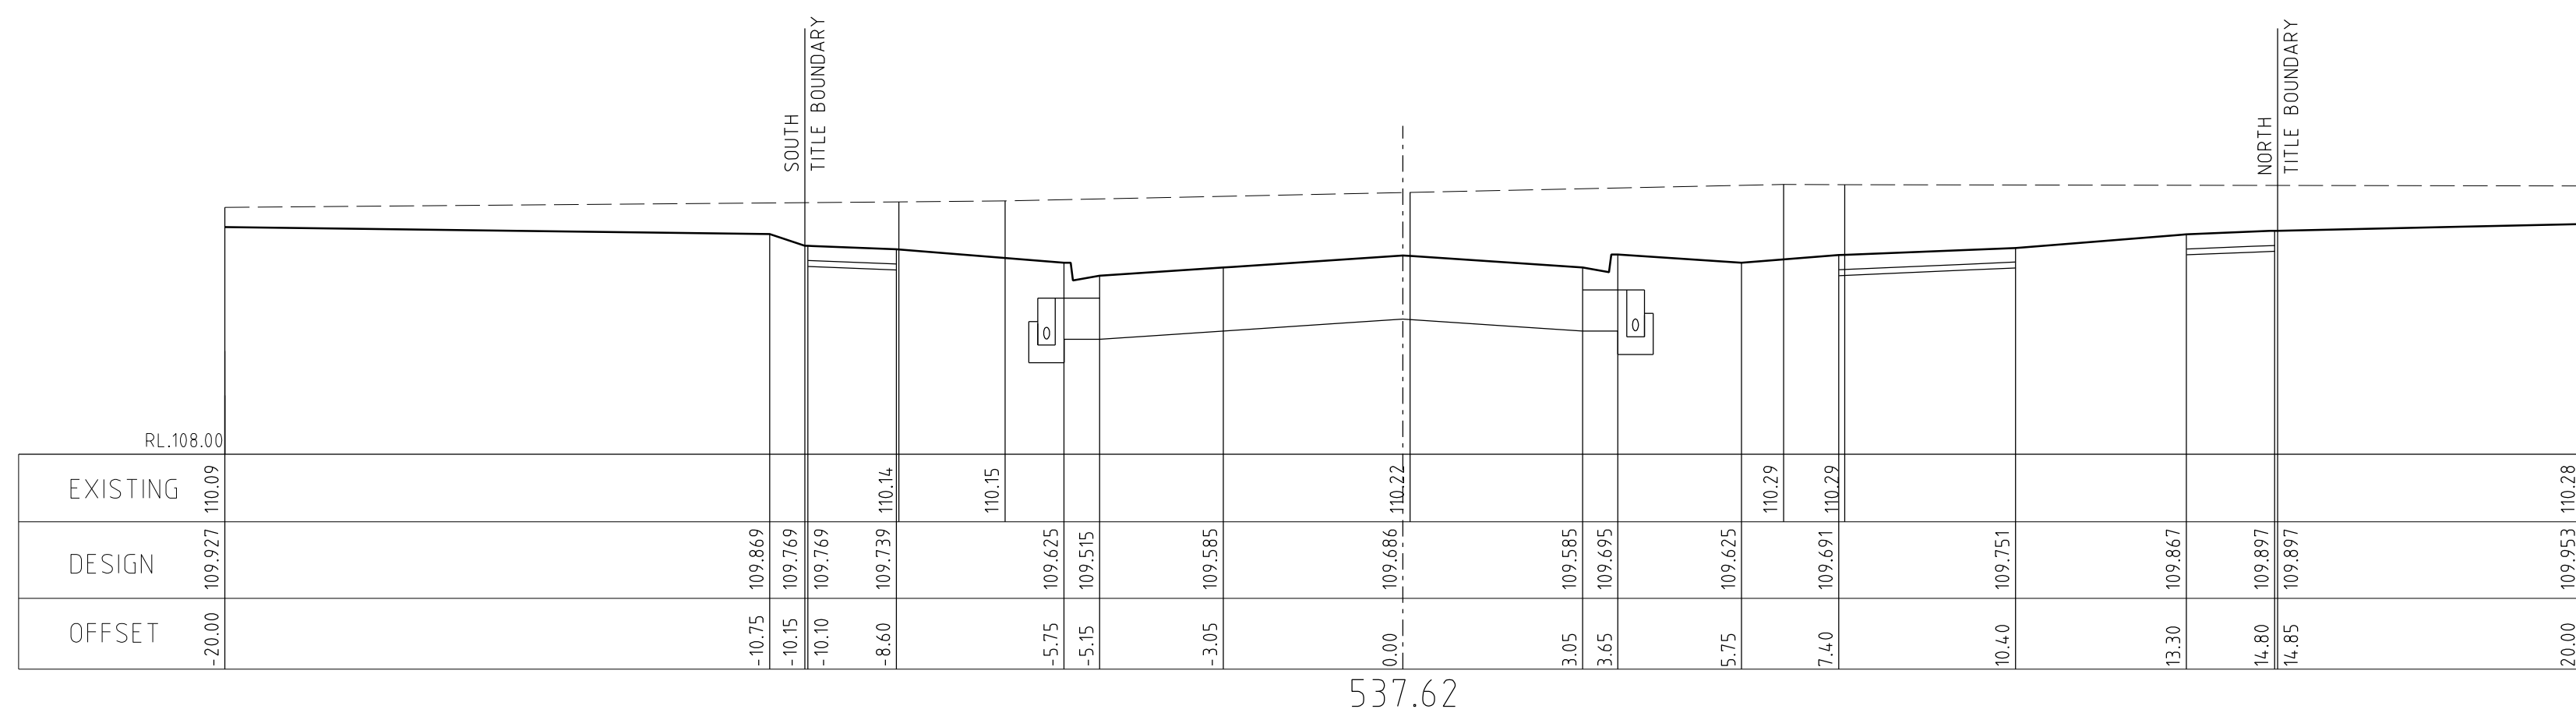 SOUTH
TITLE BOUNDARY
NORTH
TITLE BOUNDARY
RL.108.00
EXISTING 110.09 110.14 110.15 110.22 110.29 110.29 110.28
DESIGN 109.927 109.869 109.769 109.769 109.739 109.625 109.515 109.585 109.686 109.585 109.695 109.625 109.691 109.751 109.867 109.897 109.897 109.953
OFFSET -20.00 -10.75 -10.15 -10.10 -8.60 -5.75 -5.15 -3.05 0.00 3.05 3.65 5.75 7.40 10.40 13.30 14.80 14.85 20.00
537.62